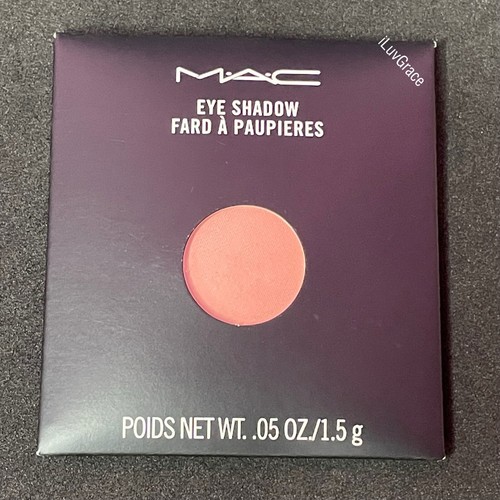 iLuvGrace
M·A·C
EYE SHADOW
FARD À PAUPIERES
POIDS NET WT. .05 OZ./1.5 g